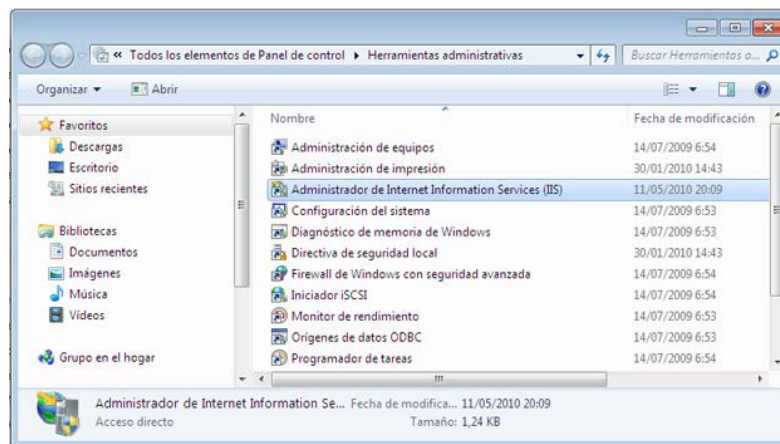 « Todos los elementos de Panel de control ▸ Herramientas administrativas
Buscar Herramientas a...
Organizar
Abrir
Favoritos
Descargas
Escritorio
Sitios recientes
Bibliotecas
Documentos
Imágenes
Música
Vídeos
Grupo en el hogar
Nombre Fecha de modificación
Administración de equipos 14/07/2009 6:54
Administración de impresión 30/01/2010 14:43
Administrador de Internet Information Services (IIS) 11/05/2010 20:09
Configuración del sistema 14/07/2009 6:53
Diagnóstico de memoria de Windows 14/07/2009 6:53
Directiva de seguridad local 30/01/2010 14:43
Firewall de Windows con seguridad avanzada 14/07/2009 6:54
Iniciador iSCSI 14/07/2009 6:54
Monitor de rendimiento 14/07/2009 6:53
Orígenes de datos ODBC 14/07/2009 6:53
Programador de tareas 14/07/2009 6:54
Administrador de Internet Information Se... Fecha de modifica... 11/05/2010 20:09
Acceso directo Tamaño: 1,24 KB